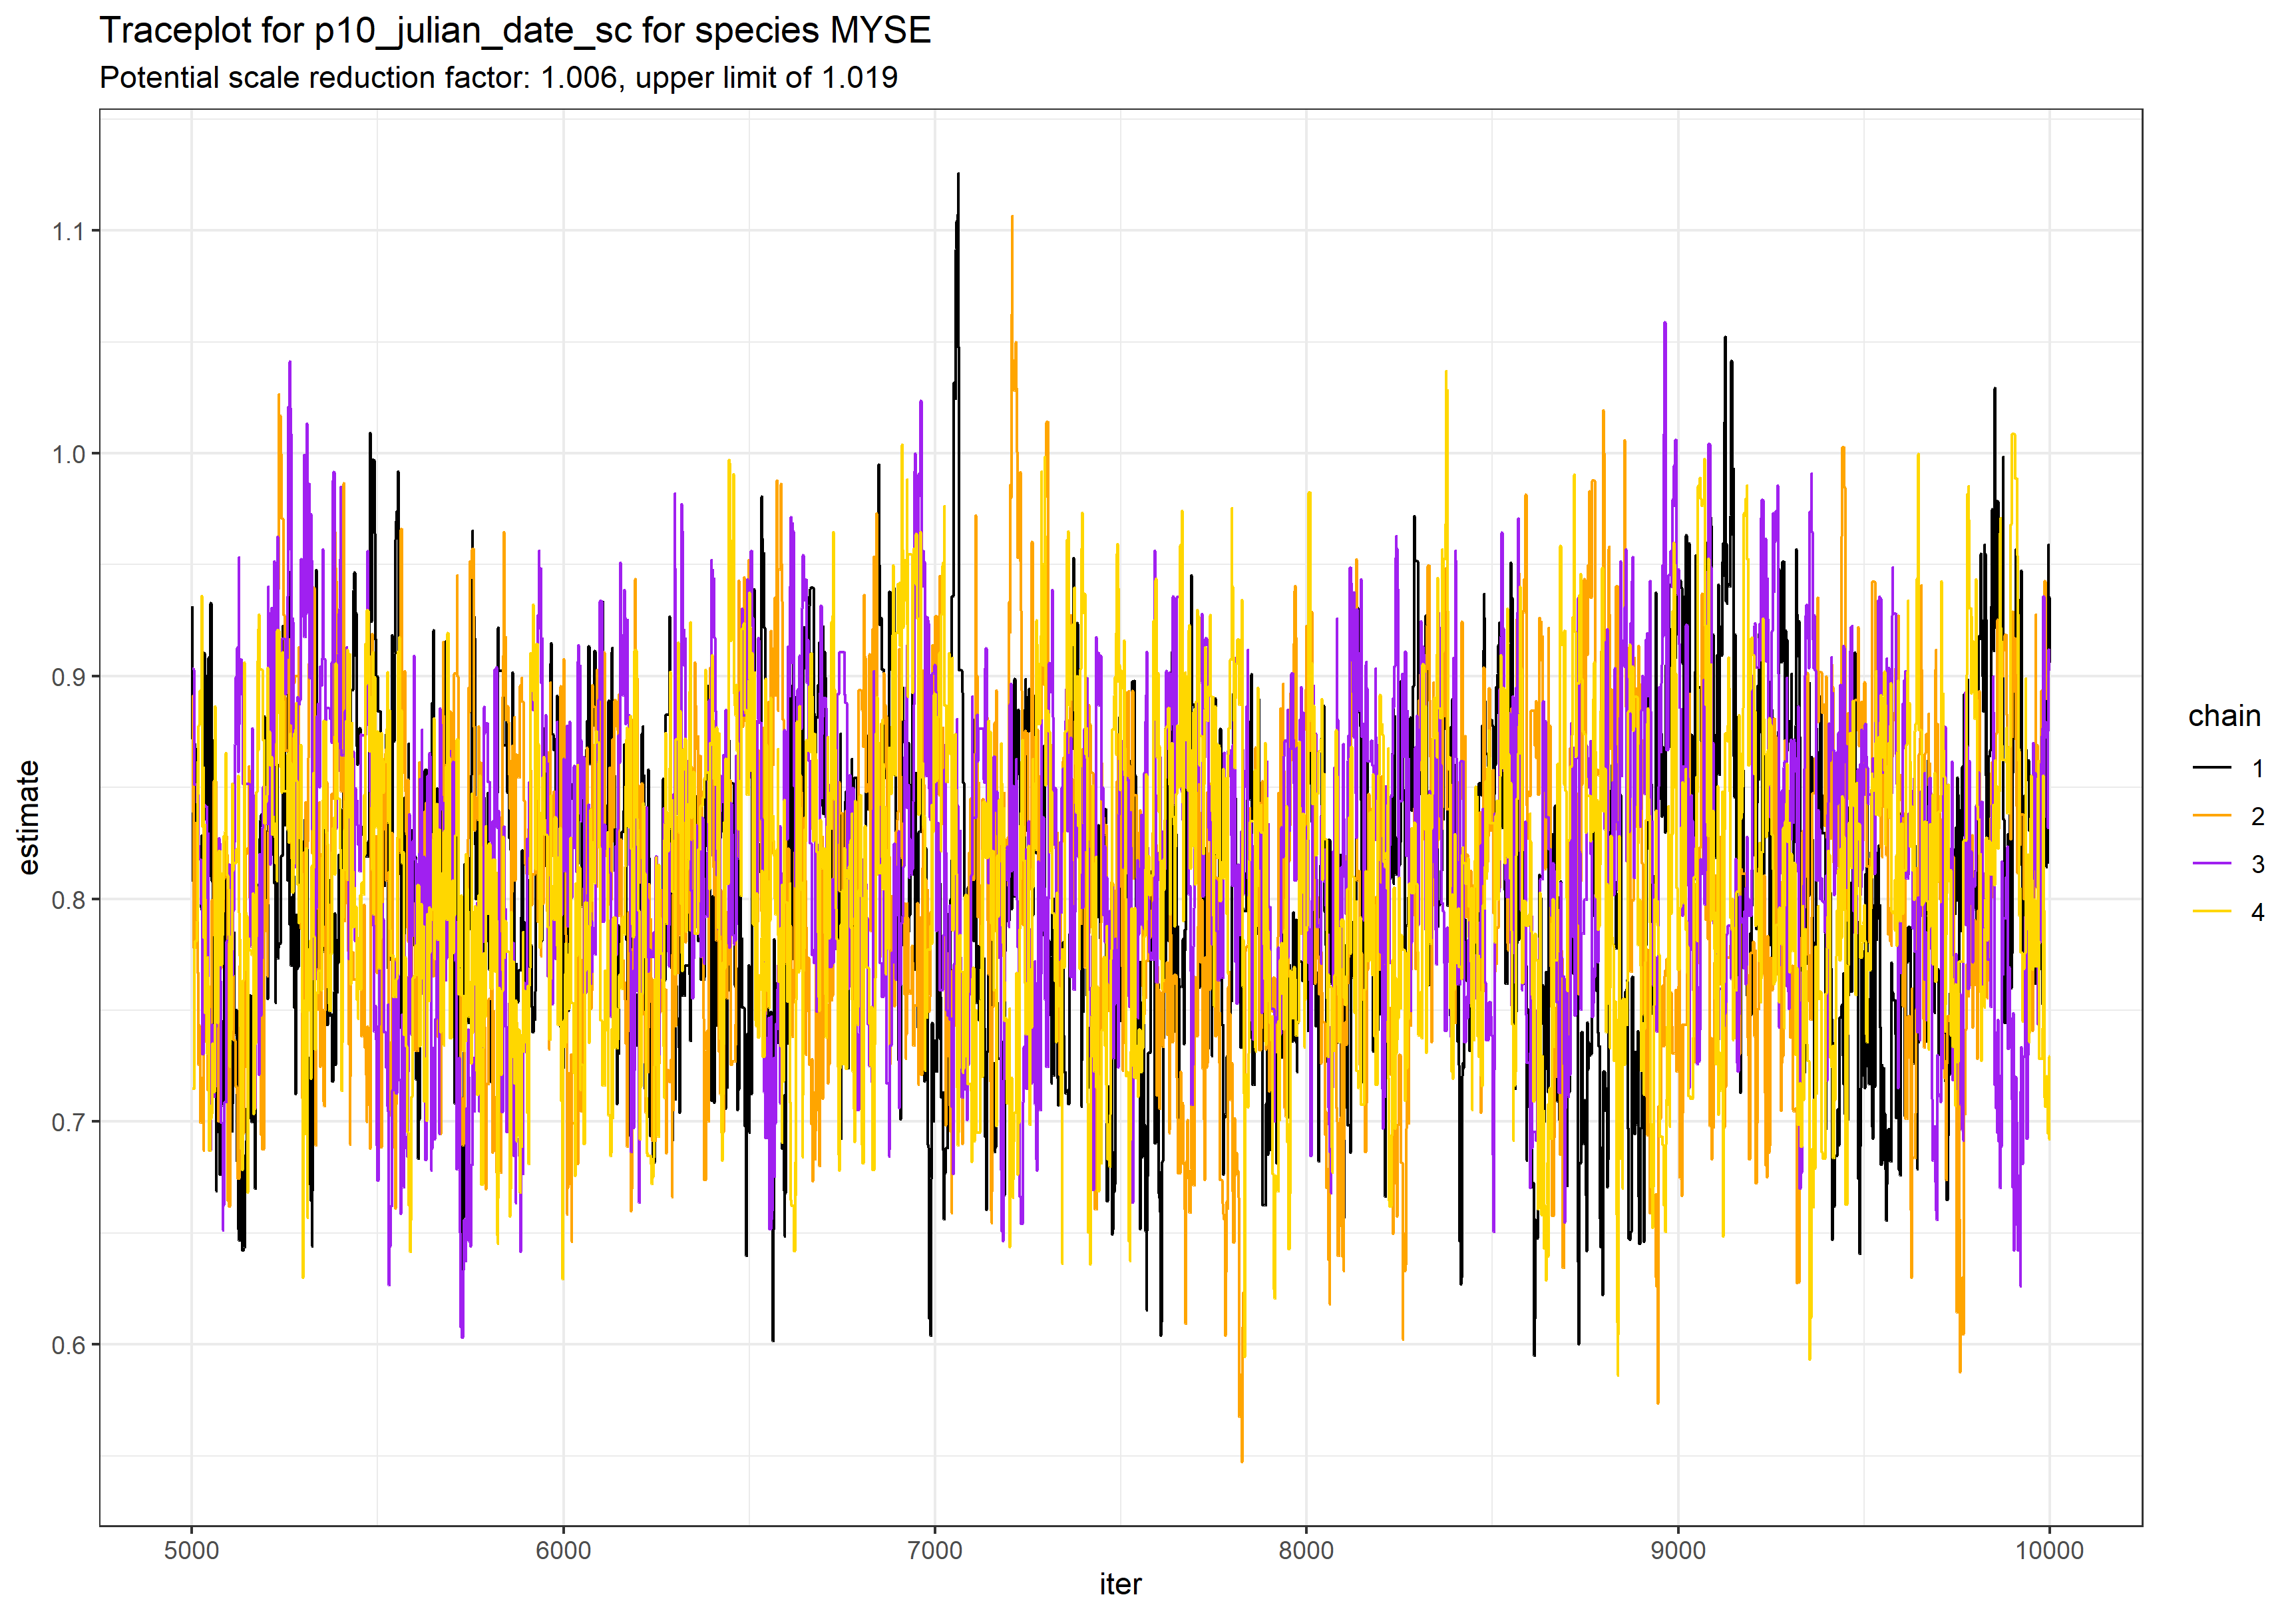 Traceplot for p10_julian_date_sc for species MYSE
Potential scale reduction factor: 1.006, upper limit of 1.019
estimate
1.1
1.0
0.9
0.8
0.7
0.6
5000 6000 7000 8000 9000 10000
iter
chain
1
2
3
4